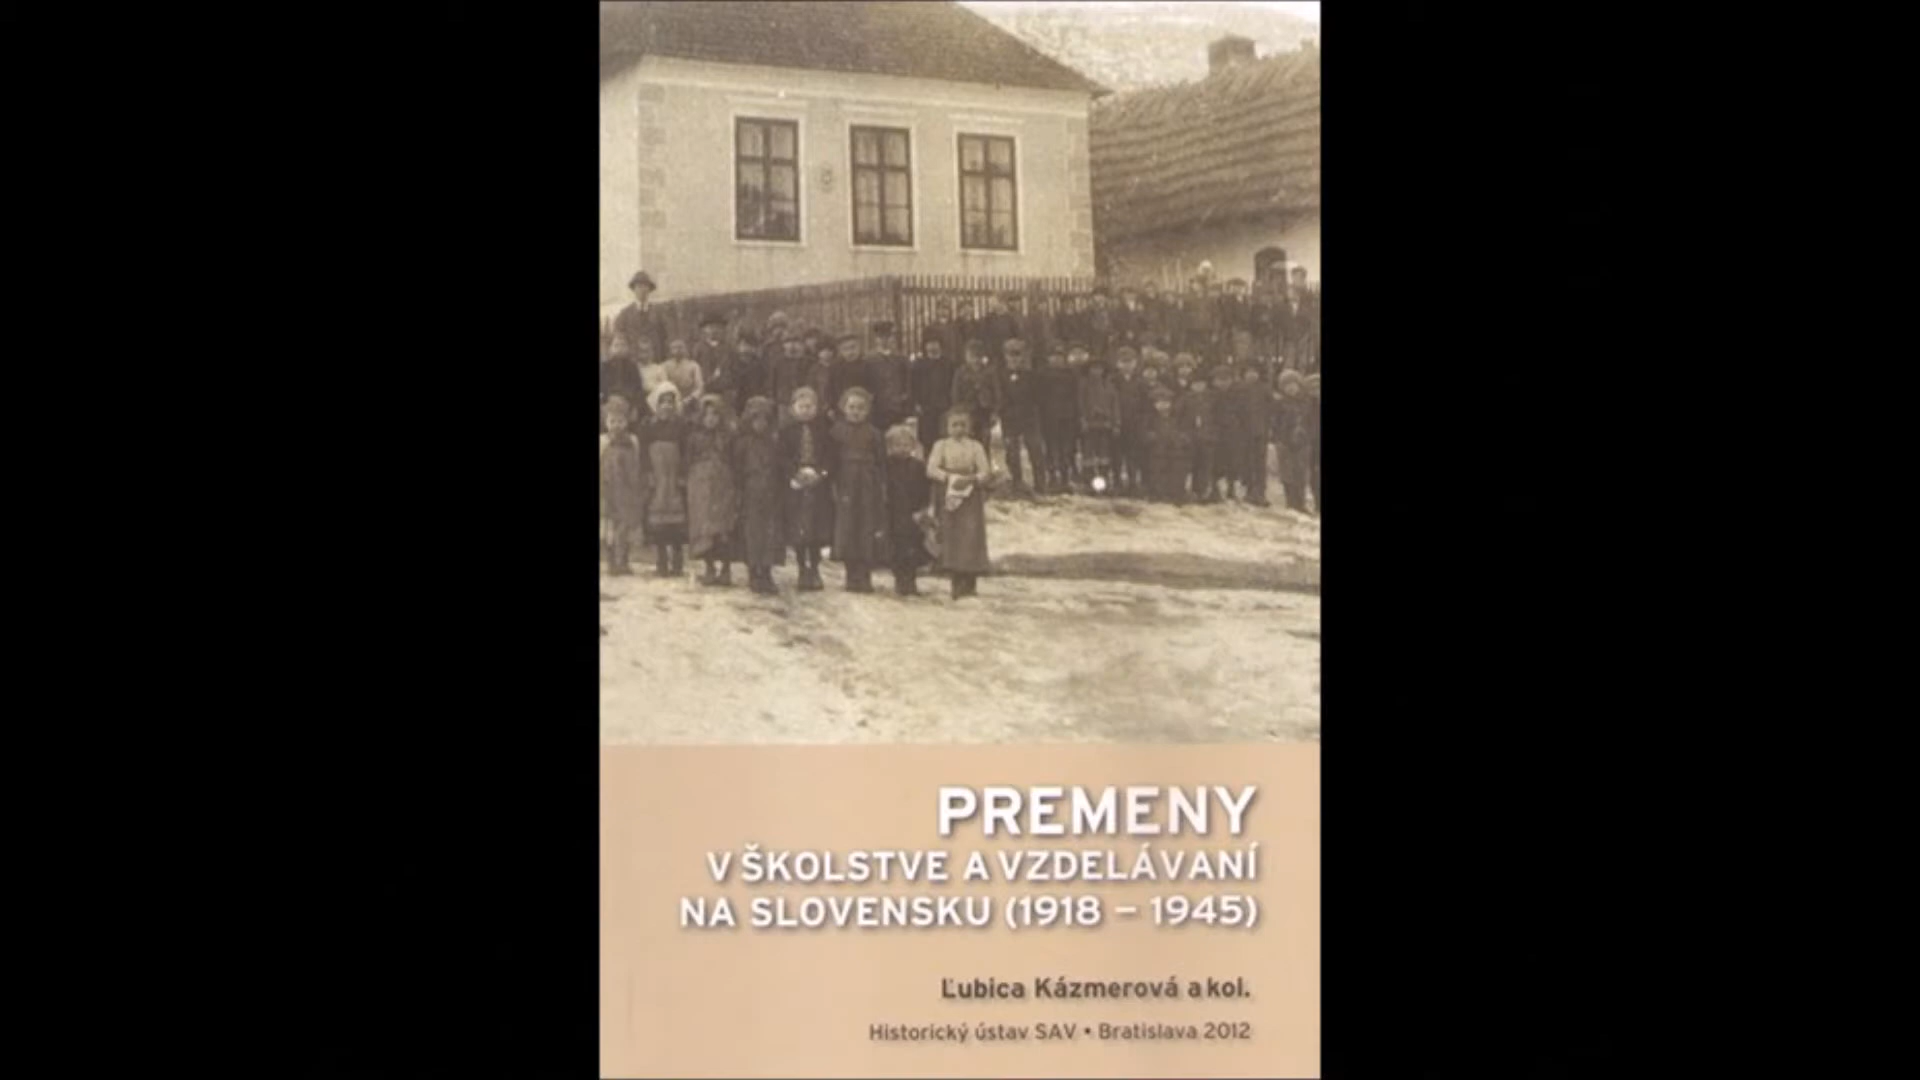 PREMENY
V ŠKOLSTVE A VZDELÁVANÍ
NA SLOVENSKU (1918 – 1945)
Ľubica Kázmerová a kol.
Historický ústav SAV • Bratislava 2012